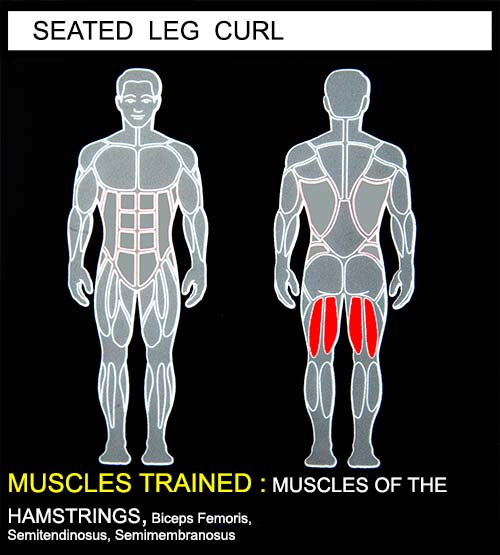 SEATED LEG CURL
MUSCLES TRAINED : MUSCLES OF THE
HAMSTRINGS, Biceps Femoris,
Semitendinosus, Semimembranosus